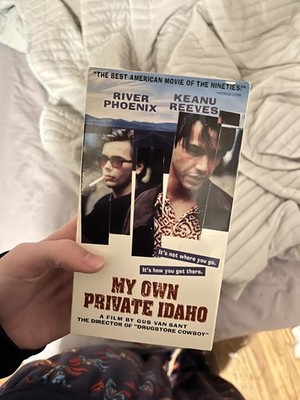 "THE BEST AMERICAN MOVIE OF THE NINETIES!"
RIVER PHOENIX
KEANU REEVES
It's not where you go.
It's how you get there.
MY OWN
PRIVATE IDAHO
A FILM BY GUS VAN SANT
THE DIRECTOR OF "DRUGSTORE COWBOY"